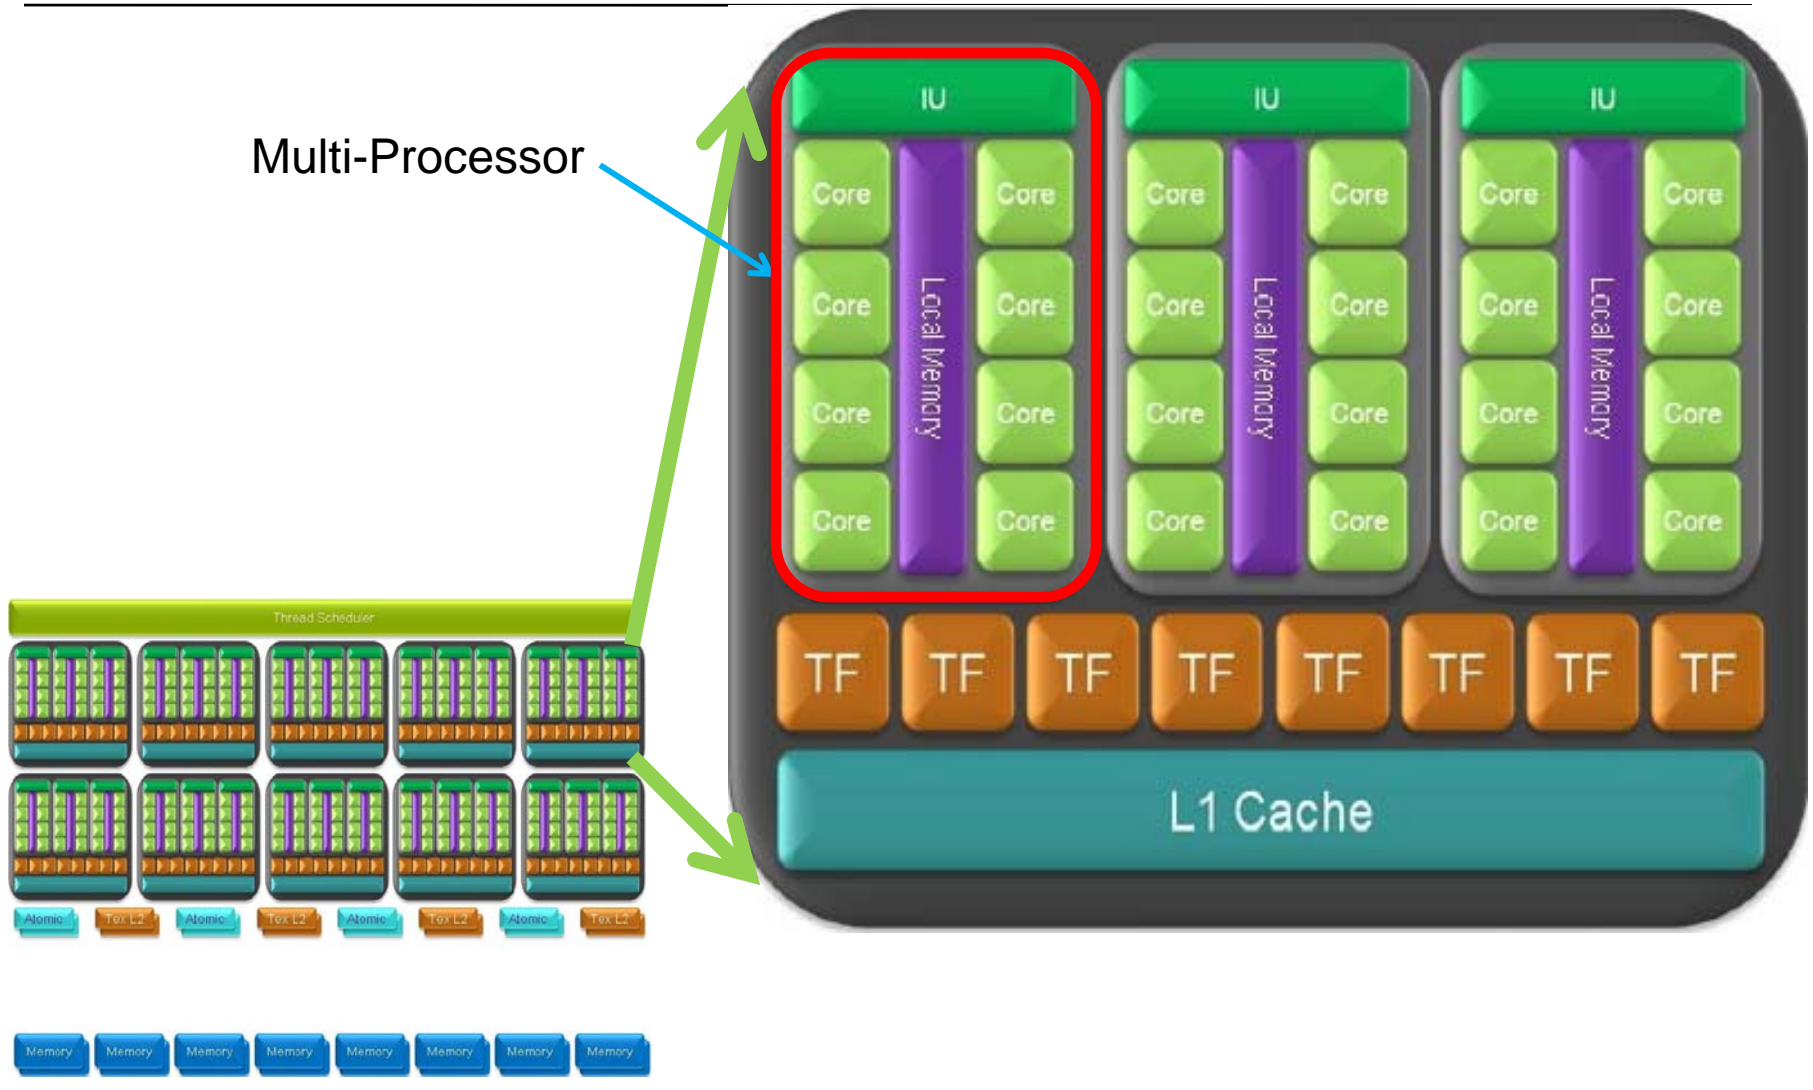 Multi-Processor
IU IU IU
Core Core Core Core Core Core
Core Core Core Core Core Core
Core Core Core Core Core Core
Core Core Core Core Core Core
Local Memory Local Memory Local Memory
TF TF TF TF TF TF TF TF
L1 Cache
Thread Scheduler
Atomic Tex L2 Atomic Tex L2 Atomic Tex L2 Atomic Tex L2
Memory Memory Memory Memory Memory Memory Memory Memory